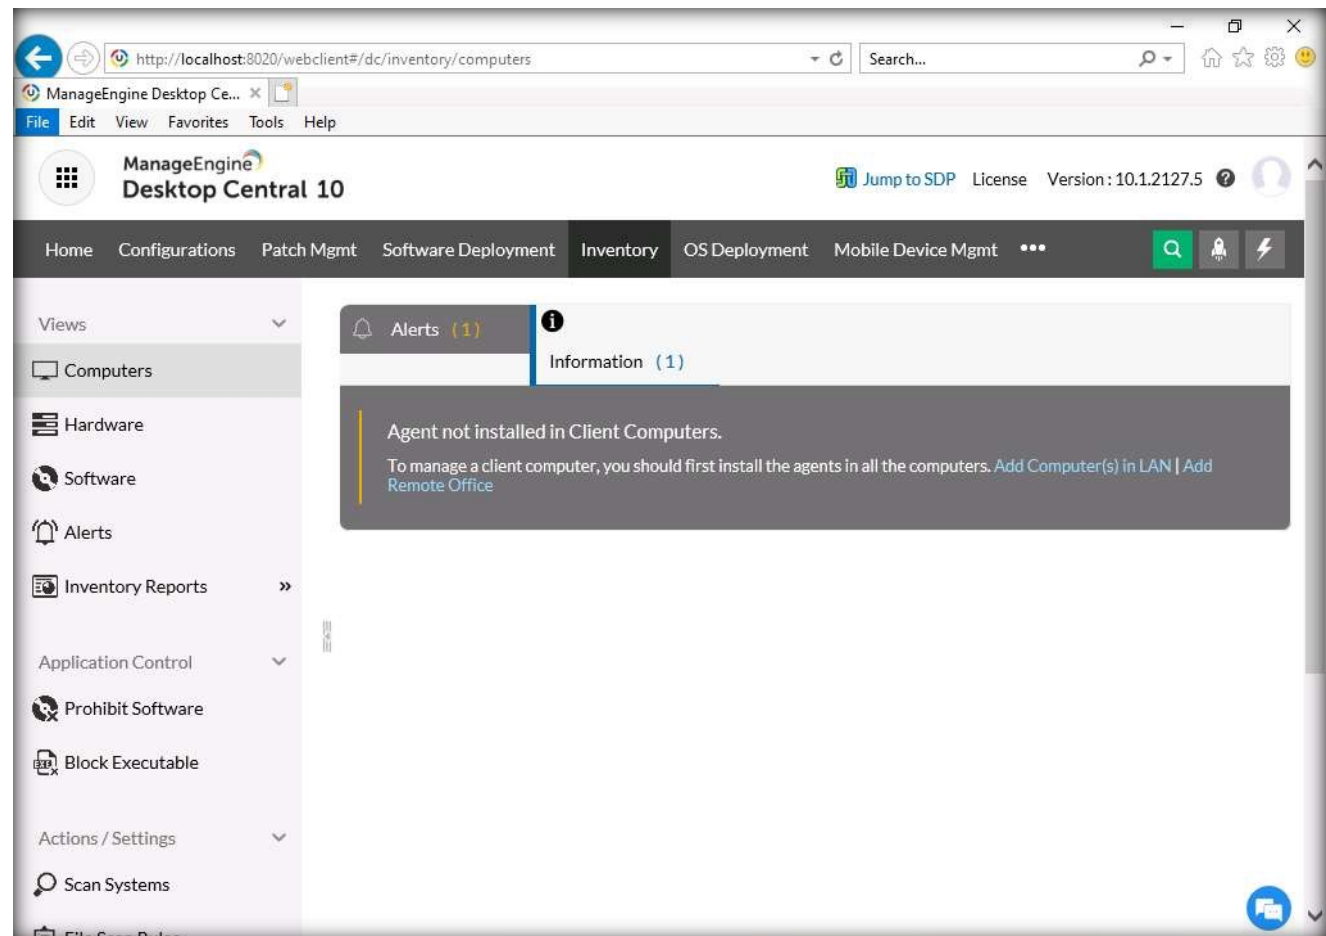 http://localhost:8020/webclient#/dc/inventory/computers
Search...
ManageEngine Desktop Ce...
File Edit View Favorites Tools Help
ManageEngine
Desktop Central 10
Jump to SDP License Version : 10.1.2127.5
Home Configurations Patch Mgmt Software Deployment Inventory OS Deployment Mobile Device Mgmt •••
Views
Computers
Hardware
Software
Alerts
Inventory Reports
Application Control
Prohibit Software
Block Executable
Actions / Settings
Scan Systems
Alerts (1)
Information (1)
Agent not installed in Client Computers.
To manage a client computer, you should first install the agents in all the computers. Add Computer(s) in LAN | Add
Remote Office